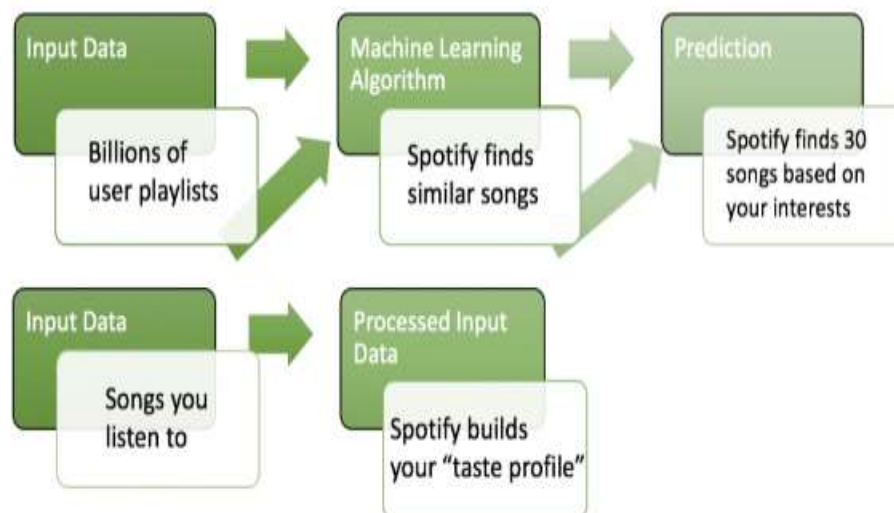 Input Data
Billions of
user playlists
Machine Learning
Algorithm
Spotify finds
similar songs
Prediction
Spotify finds 30
songs based on
your interests
Input Data
Songs you
listen to
Processed Input
Data
Spotify builds
your “taste profile”